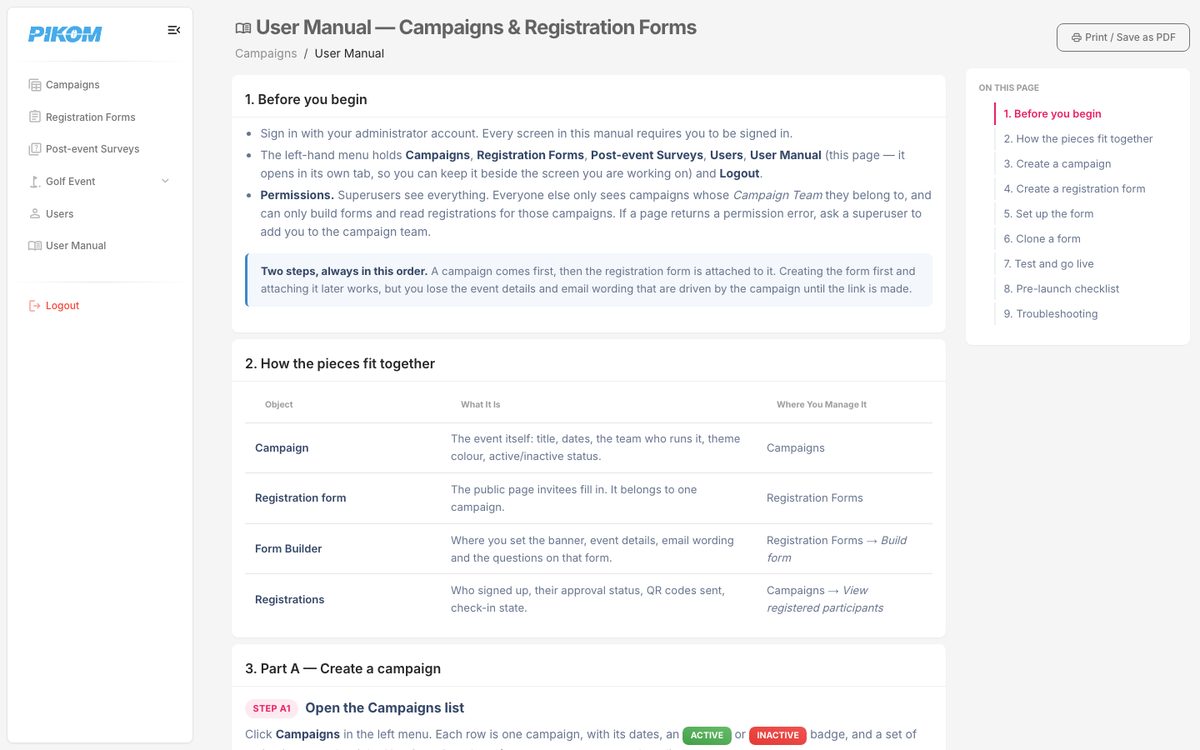 PIKOM
Campaigns
Registration Forms
Post-event Surveys
Golf Event
Users
User Manual
Logout
User Manual — Campaigns & Registration Forms
Campaigns / User Manual
Print / Save as PDF
1. Before you begin
Sign in with your administrator account. Every screen in this manual requires you to be signed in.
The left-hand menu holds Campaigns, Registration Forms, Post-event Surveys, Users, User Manual (this page — it
opens in its own tab, so you can keep it beside the screen you are working on) and Logout.
Permissions. Superusers see everything. Everyone else only sees campaigns whose Campaign Team they belong to, and
can only build forms and read registrations for those campaigns. If a page returns a permission error, ask a superuser to
add you to the campaign team.
Two steps, always in this order. A campaign comes first, then the registration form is attached to it. Creating the form first and
attaching it later works, but you lose the event details and email wording that are driven by the campaign until the link is made.
2. How the pieces fit together
Object What It Is Where You Manage It
Campaign The event itself: title, dates, the team who runs it, theme
colour, active/inactive status. Campaigns
Registration form The public page invitees fill in. It belongs to one
campaign. Registration Forms
Form Builder Where you set the banner, event details, email wording
and the questions on that form. Registration Forms → Build
form
Registrations Who signed up, their approval status, QR codes sent,
check-in state. Campaigns → View
registered participants
3. Part A — Create a campaign
STEP A1 Open the Campaigns list
Click Campaigns in the left menu. Each row is one campaign, with its dates, an ACTIVE or INACTIVE badge, and a set of
ON THIS PAGE
1. Before you begin
2. How the pieces fit together
3. Create a campaign
4. Create a registration form
5. Set up the form
6. Clone a form
7. Test and go live
8. Pre-launch checklist
9. Troubleshooting